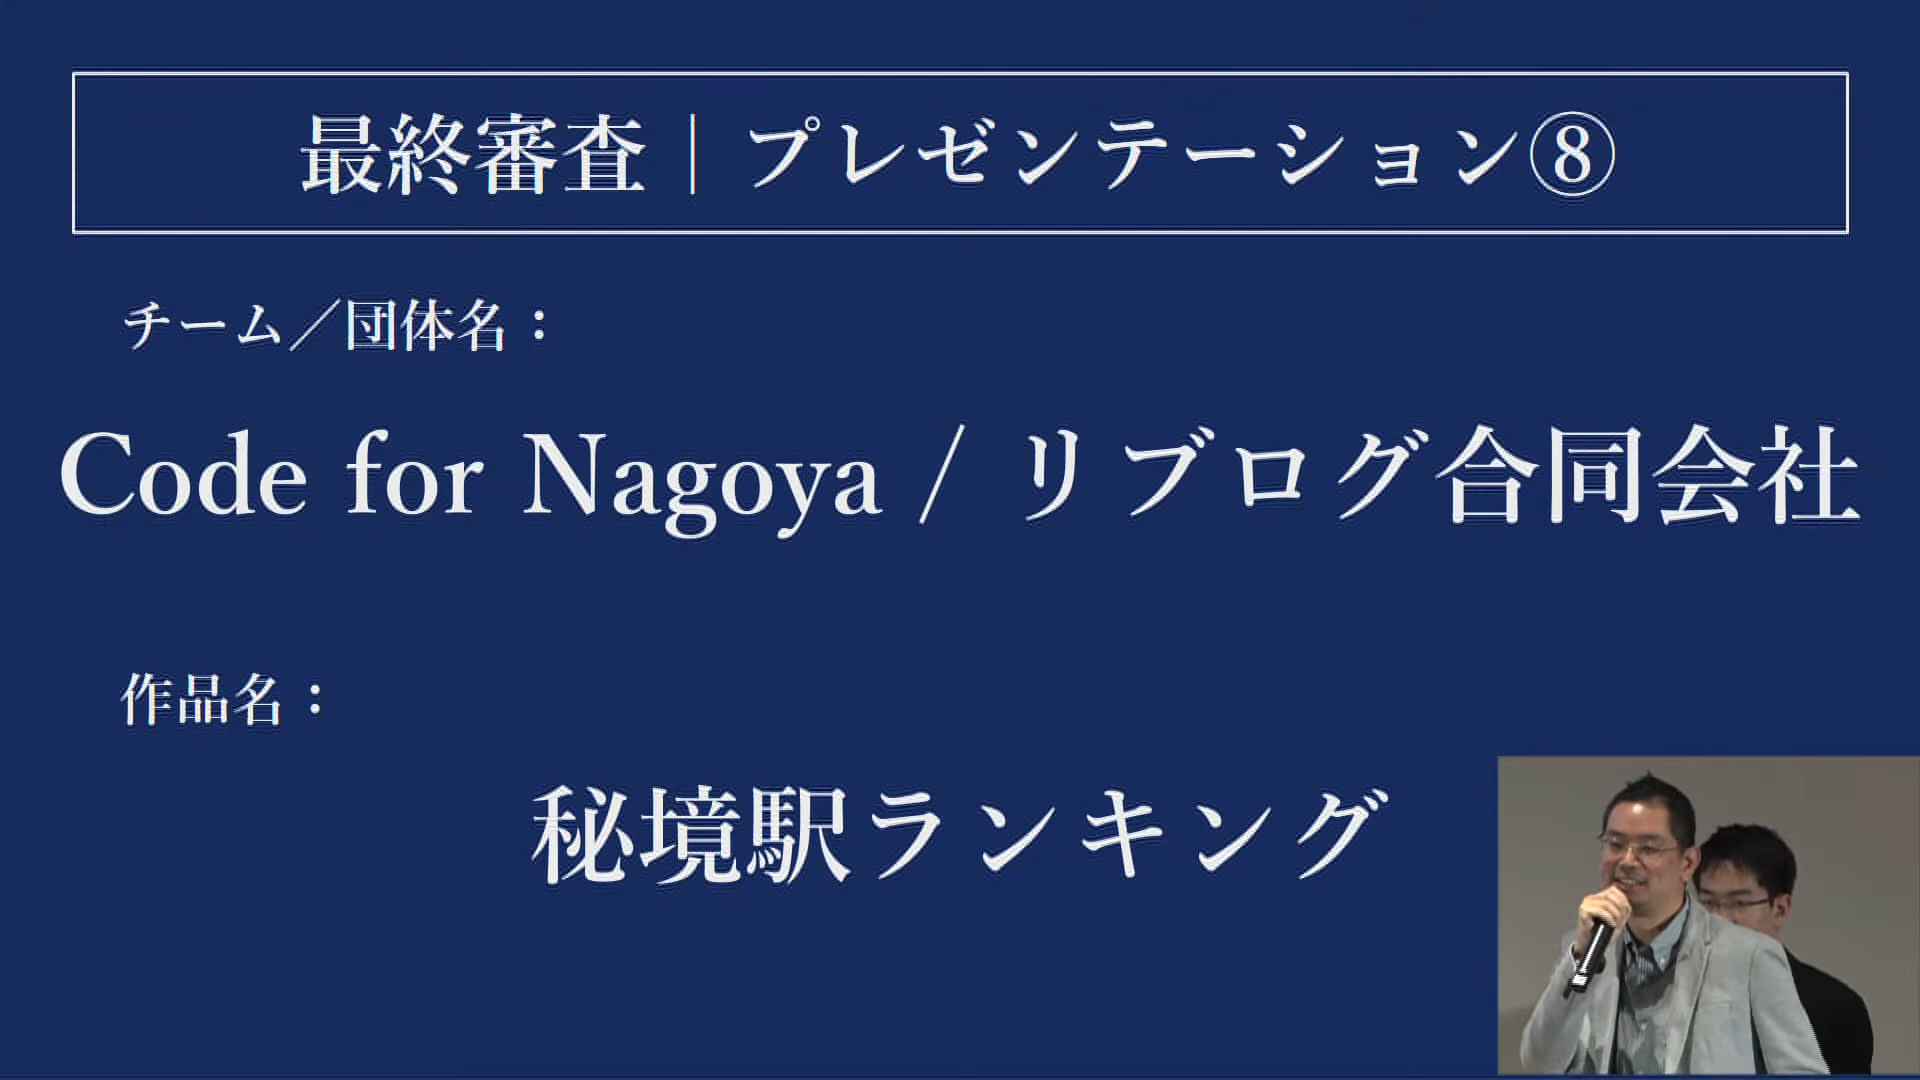 最終審査｜プレゼンテーション⑧
チーム／団体名：
Code for Nagoya / リブログ合同会社
作品名：
秘境駅ランキング